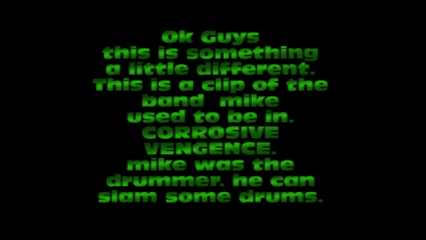 Ok Guys
this is something
a little different.
This is a clip of the
band mike
used to be in.
CORROSIVE
VENGENCE.
mike was the
drummer. he can
slam some drums.